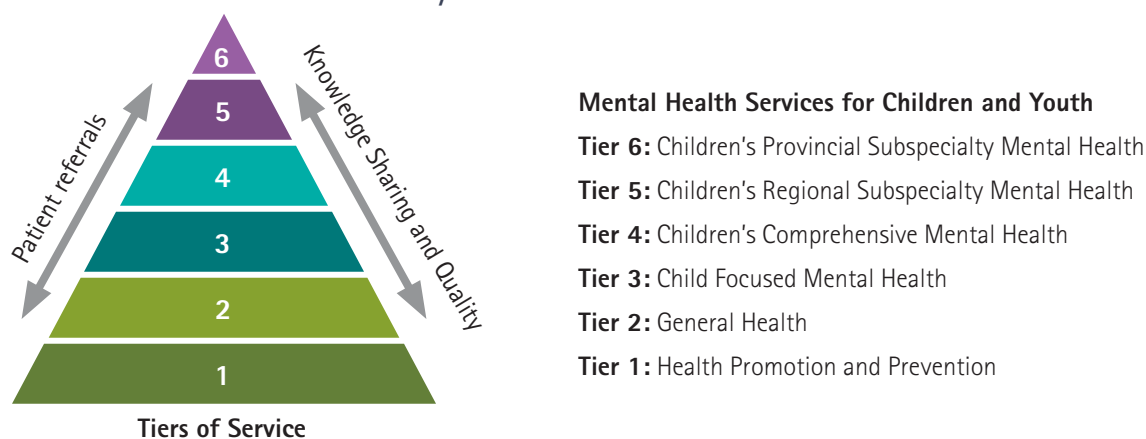 6
5
4
3
2
1
Patient referrals
Knowledge Sharing and Quality
Tiers of Service
Mental Health Services for Children and Youth
Tier 6: Children's Provincial Subspecialty Mental Health
Tier 5: Children's Regional Subspecialty Mental Health
Tier 4: Children's Comprehensive Mental Health
Tier 3: Child Focused Mental Health
Tier 2: General Health
Tier 1: Health Promotion and Prevention